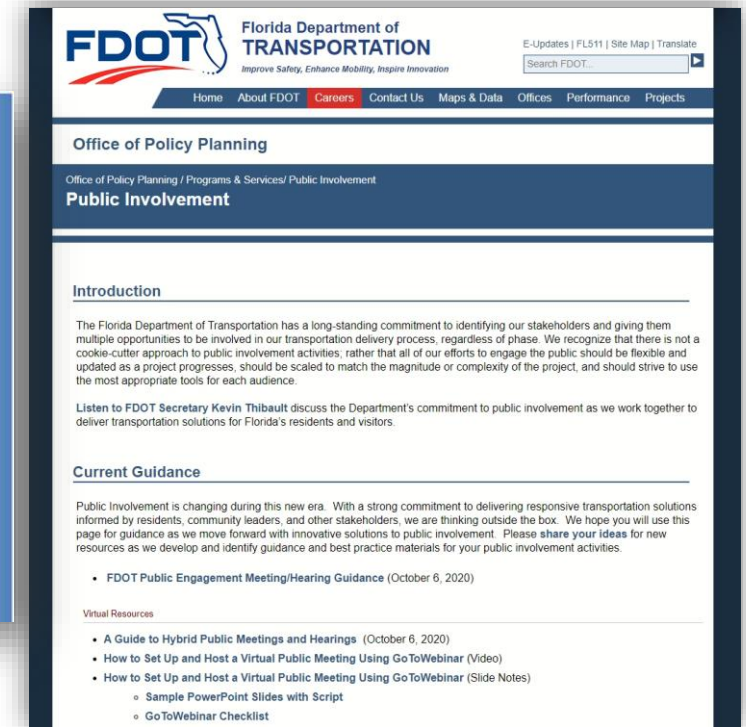 FDOT
Florida Department of
TRANSPORTATION
Improve Safety, Enhance Mobility, Inspire Innovation
E-Updates | FL511 | Site Map | Translate
Search FDOT...
Home About FDOT Careers Contact Us Maps & Data Offices Performance Projects
Office of Policy Planning
Office of Policy Planning / Programs & Services/ Public Involvement
Public Involvement
Introduction
The Florida Department of Transportation has a long-standing commitment to identifying our stakeholders and giving them
multiple opportunities to be involved in our transportation delivery process, regardless of phase. We recognize that there is not a
cookie-cutter approach to public involvement activities; rather that all of our efforts to engage the public should be flexible and
updated as a project progresses, should be scaled to match the magnitude or complexity of the project, and should strive to use
the most appropriate tools for each audience.
Listen to FDOT Secretary Kevin Thibault discuss the Department's commitment to public involvement as we work together to
deliver transportation solutions for Florida's residents and visitors.
Current Guidance
Public Involvement is changing during this new era. With a strong commitment to delivering responsive transportation solutions
informed by residents, community leaders, and other stakeholders, we are thinking outside the box. We hope you will use this
page for guidance as we move forward with innovative solutions to public involvement. Please share your ideas for new
resources as we develop and identify guidance and best practice materials for your public involvement activities.
• FDOT Public Engagement Meeting/Hearing Guidance (October 6, 2020)
Virtual Resources
• A Guide to Hybrid Public Meetings and Hearings (October 6, 2020)
• How to Set Up and Host a Virtual Public Meeting Using GoToWebinar (Video)
• How to Set Up and Host a Virtual Public Meeting Using GoToWebinar (Slide Notes)
◦ Sample PowerPoint Slides with Script
◦ GoToWebinar Checklist